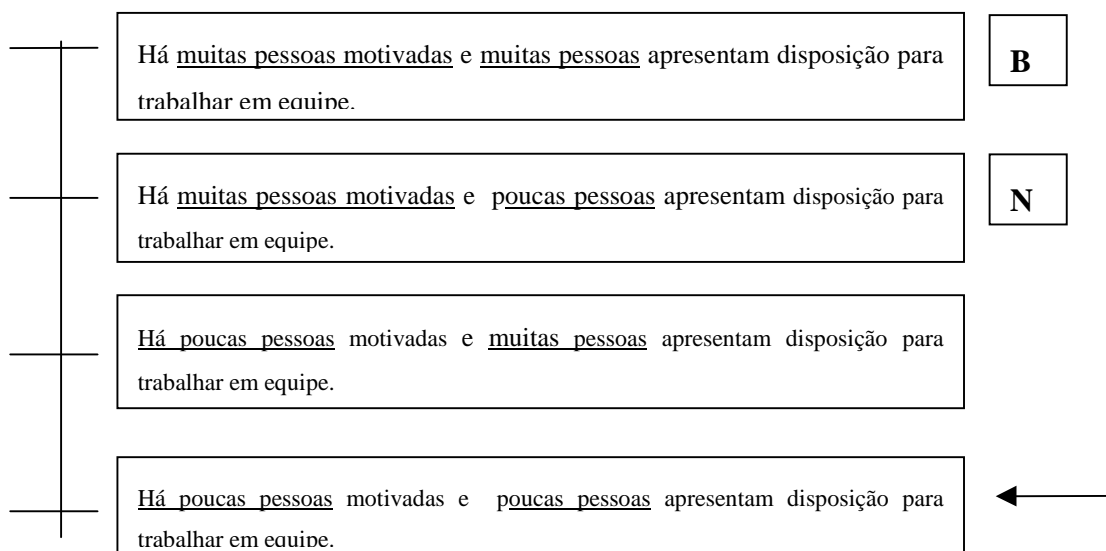 Há muitas pessoas motivadas e muitas pessoas apresentam disposição para
trabalhar em equipe.
B
Há muitas pessoas motivadas e poucas pessoas apresentam disposição para
trabalhar em equipe.
N
Há poucas pessoas motivadas e muitas pessoas apresentam disposição para
trabalhar em equipe.
Há poucas pessoas motivadas e poucas pessoas apresentam disposição para
trabalhar em equipe.